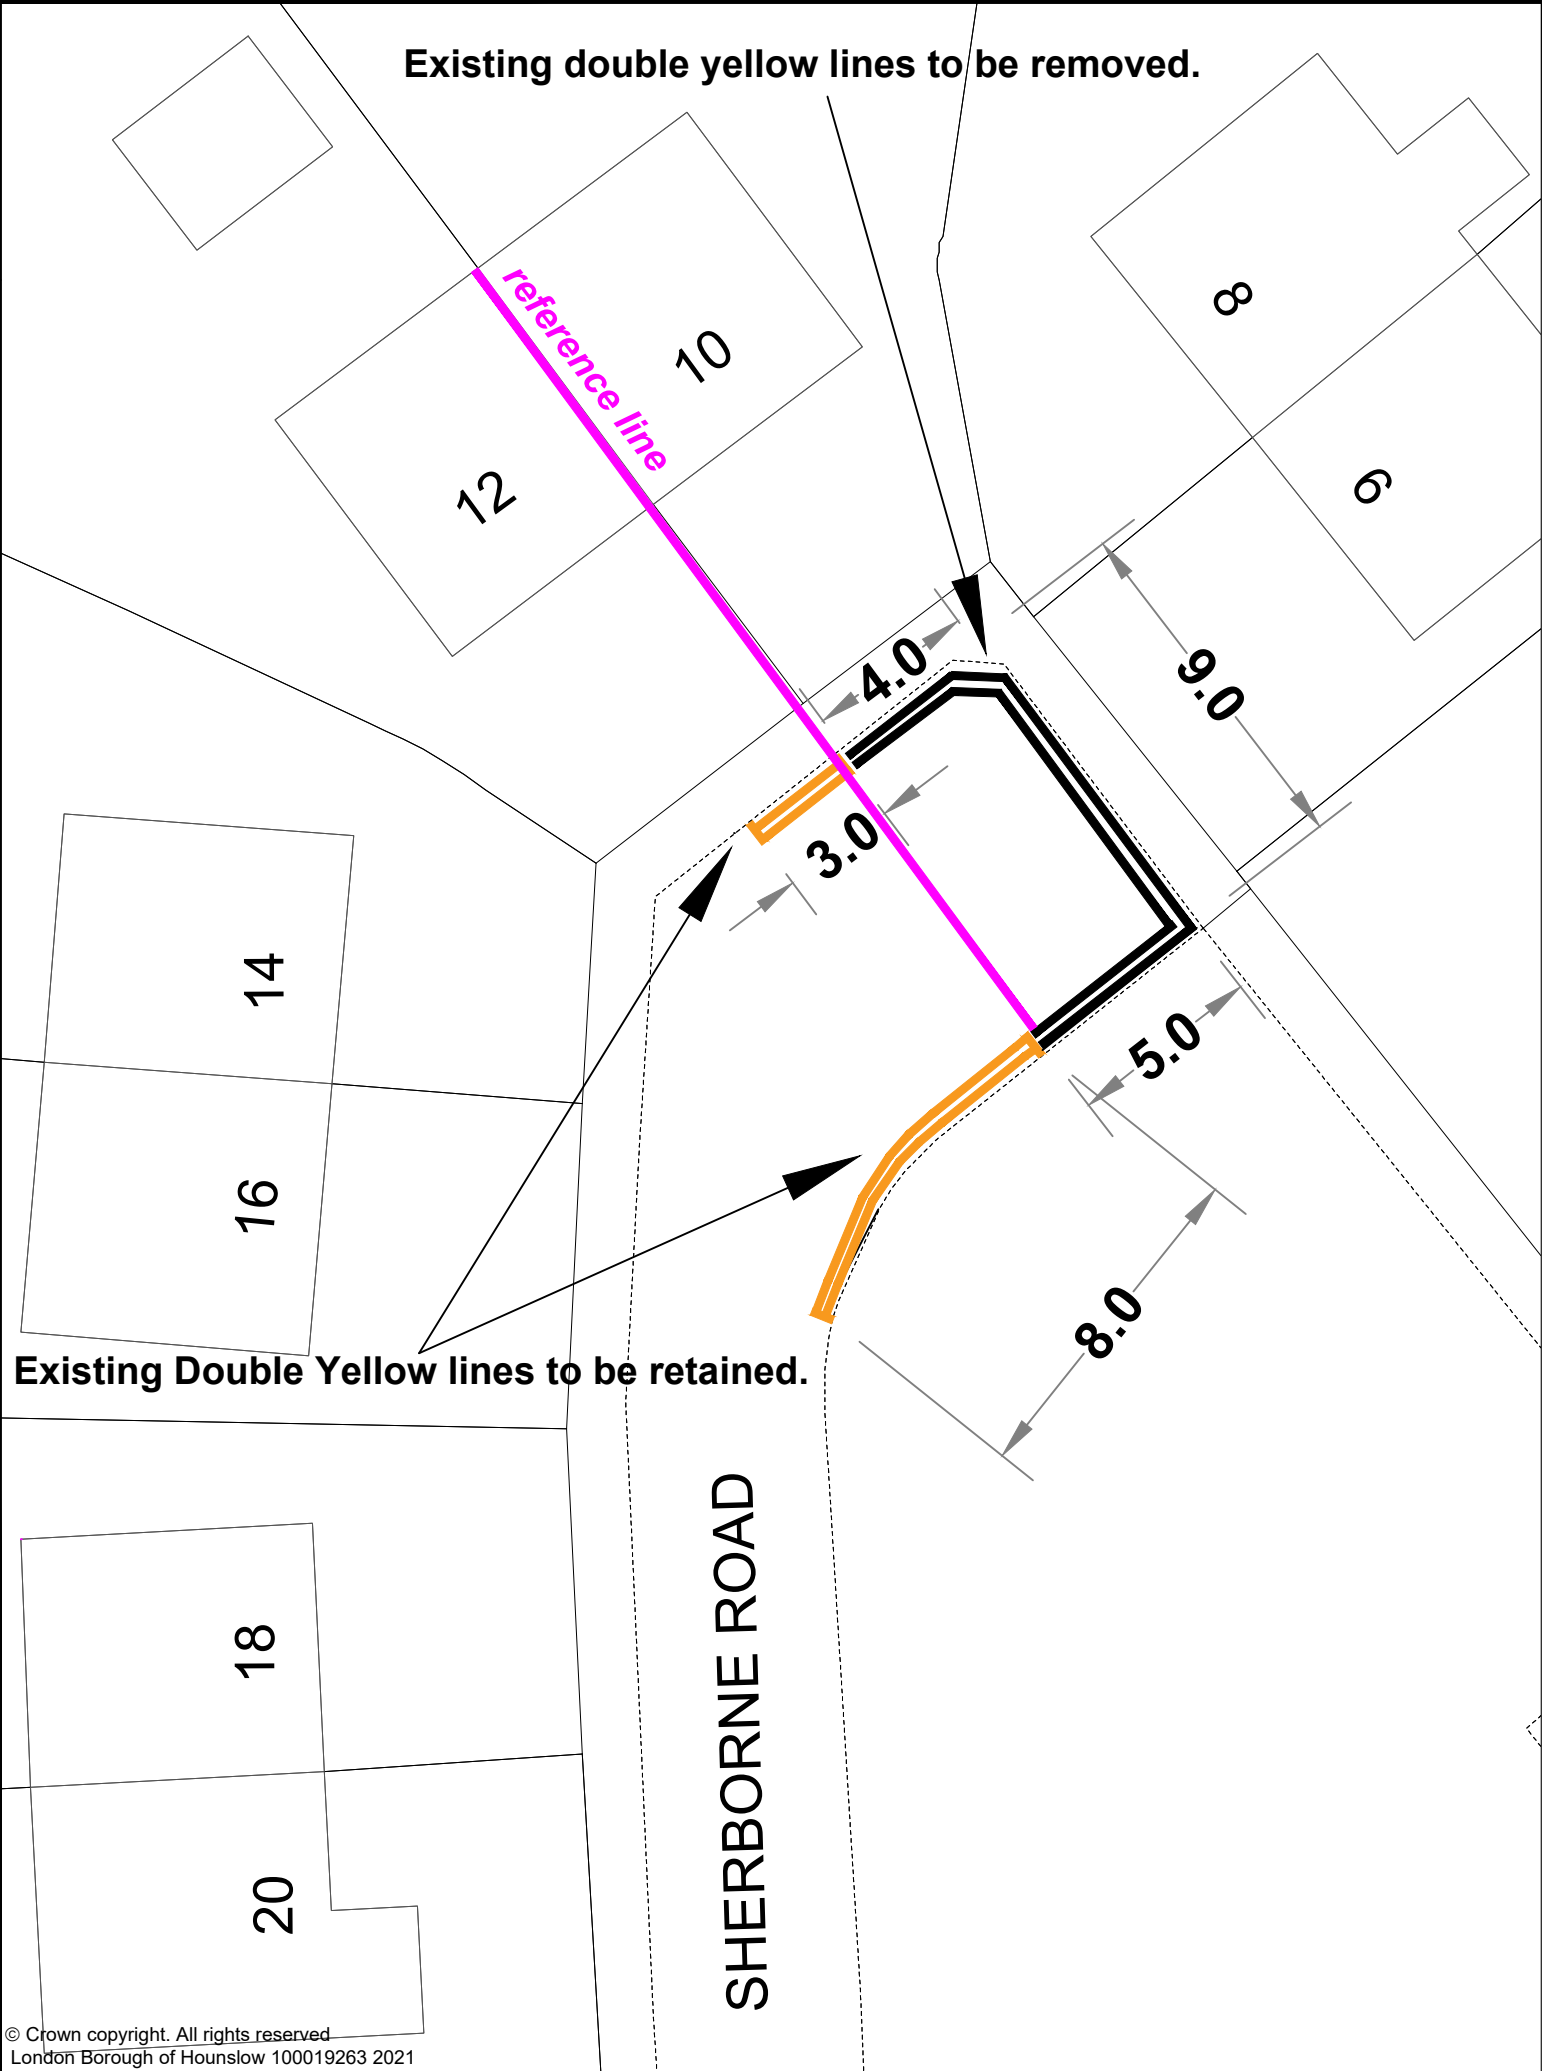 Existing double yellow lines to be removed.
reference line
10
12
8
6
4.0
9.0
3.0
5.0
14
16
8.0
Existing Double Yellow lines to be retained.
SHERBORNE ROAD
18
20
© Crown copyright. All rights reserved
London Borough of Hounslow 100019263 2021